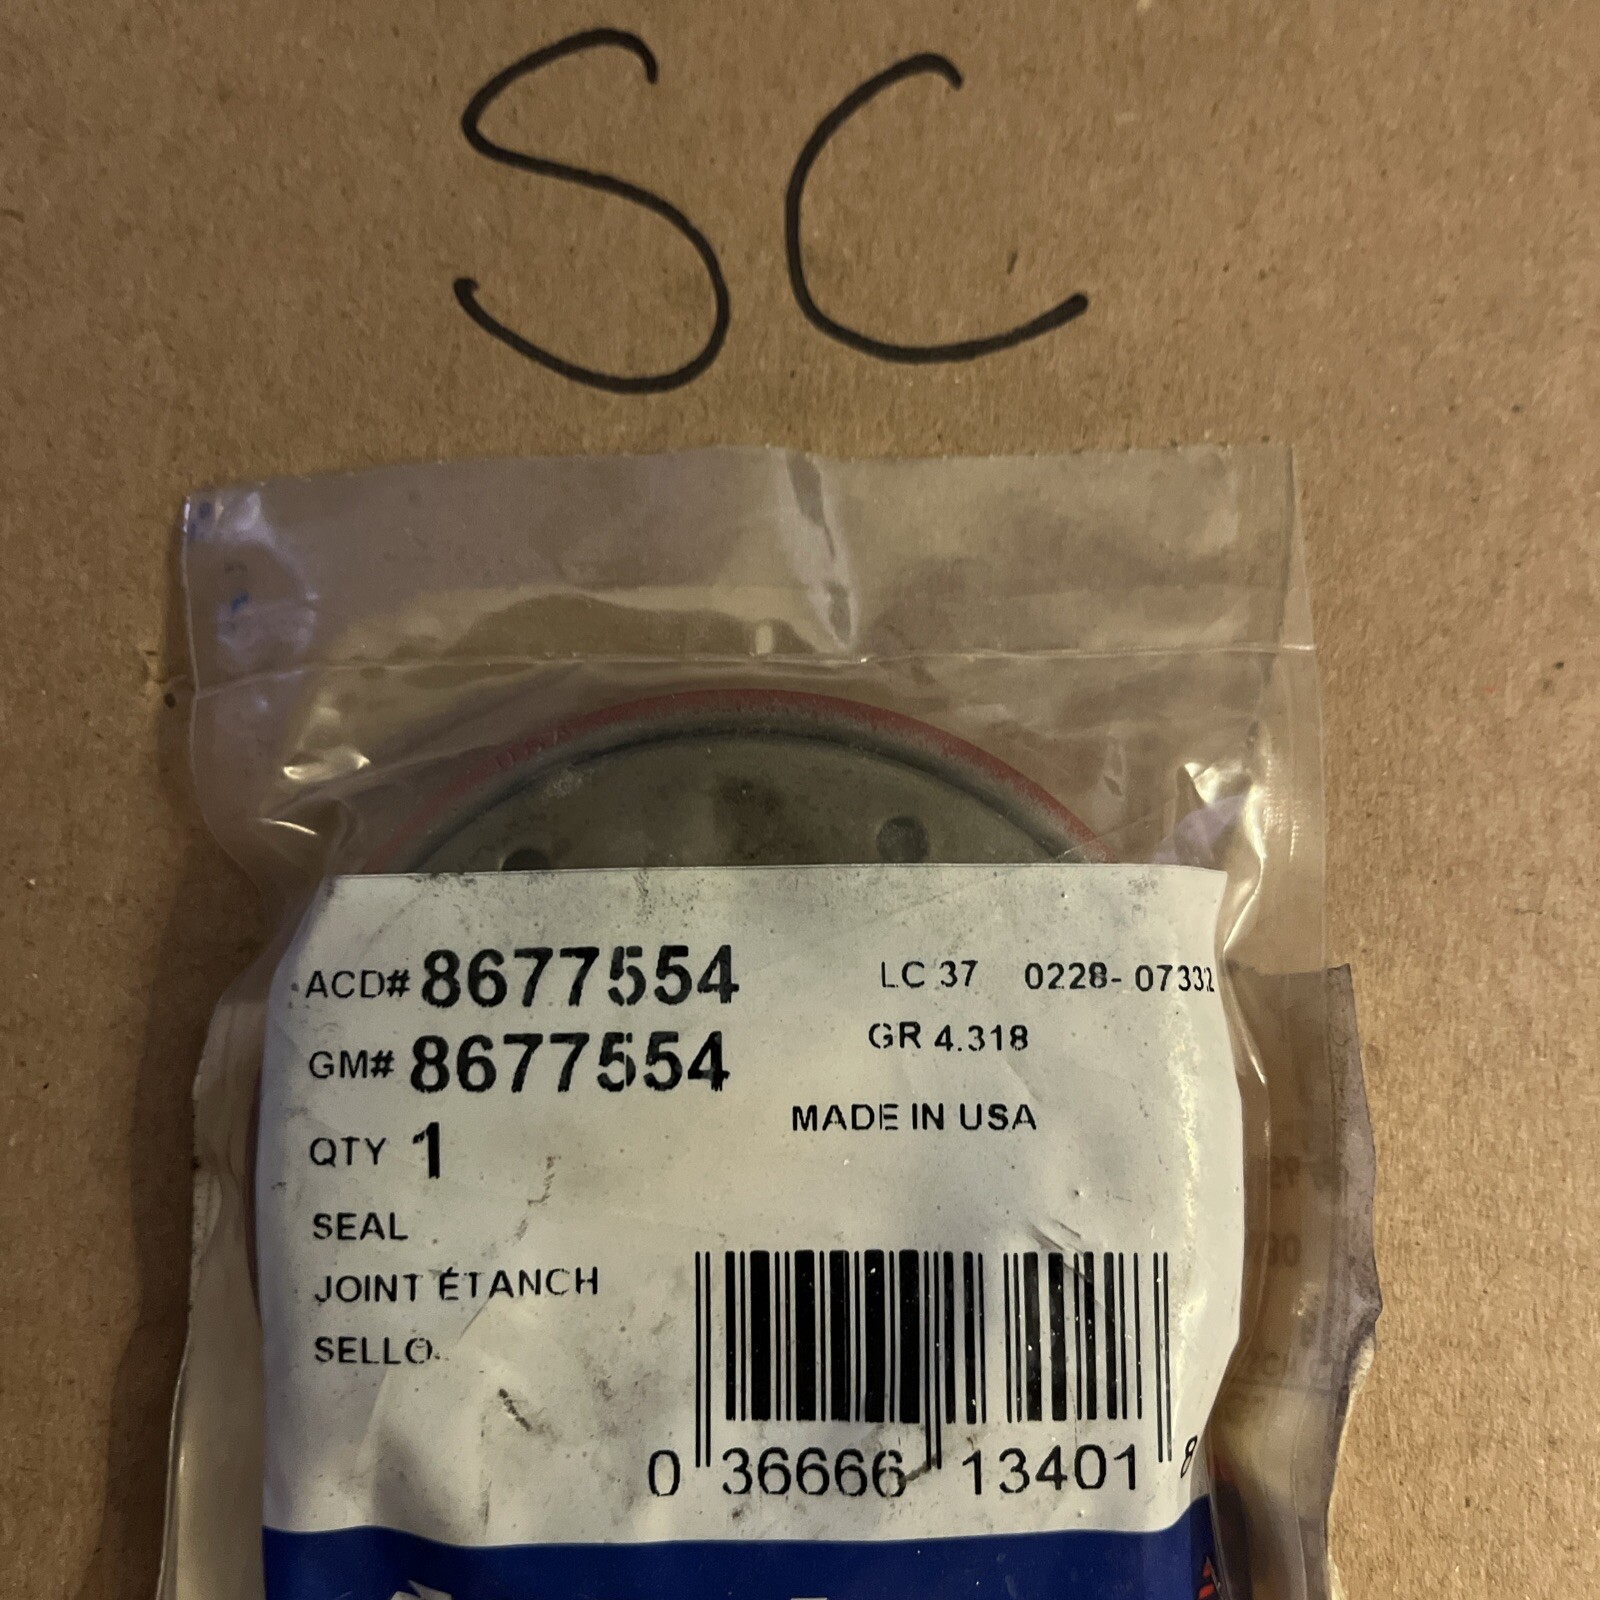 SC
ACD# 8677554
LC 37 0228- 07332
GM# 8677554
GR 4.318
QTY 1
MADE IN USA
SEAL
JOINT ÉTANCH
SELLO
0 36666 13401 8